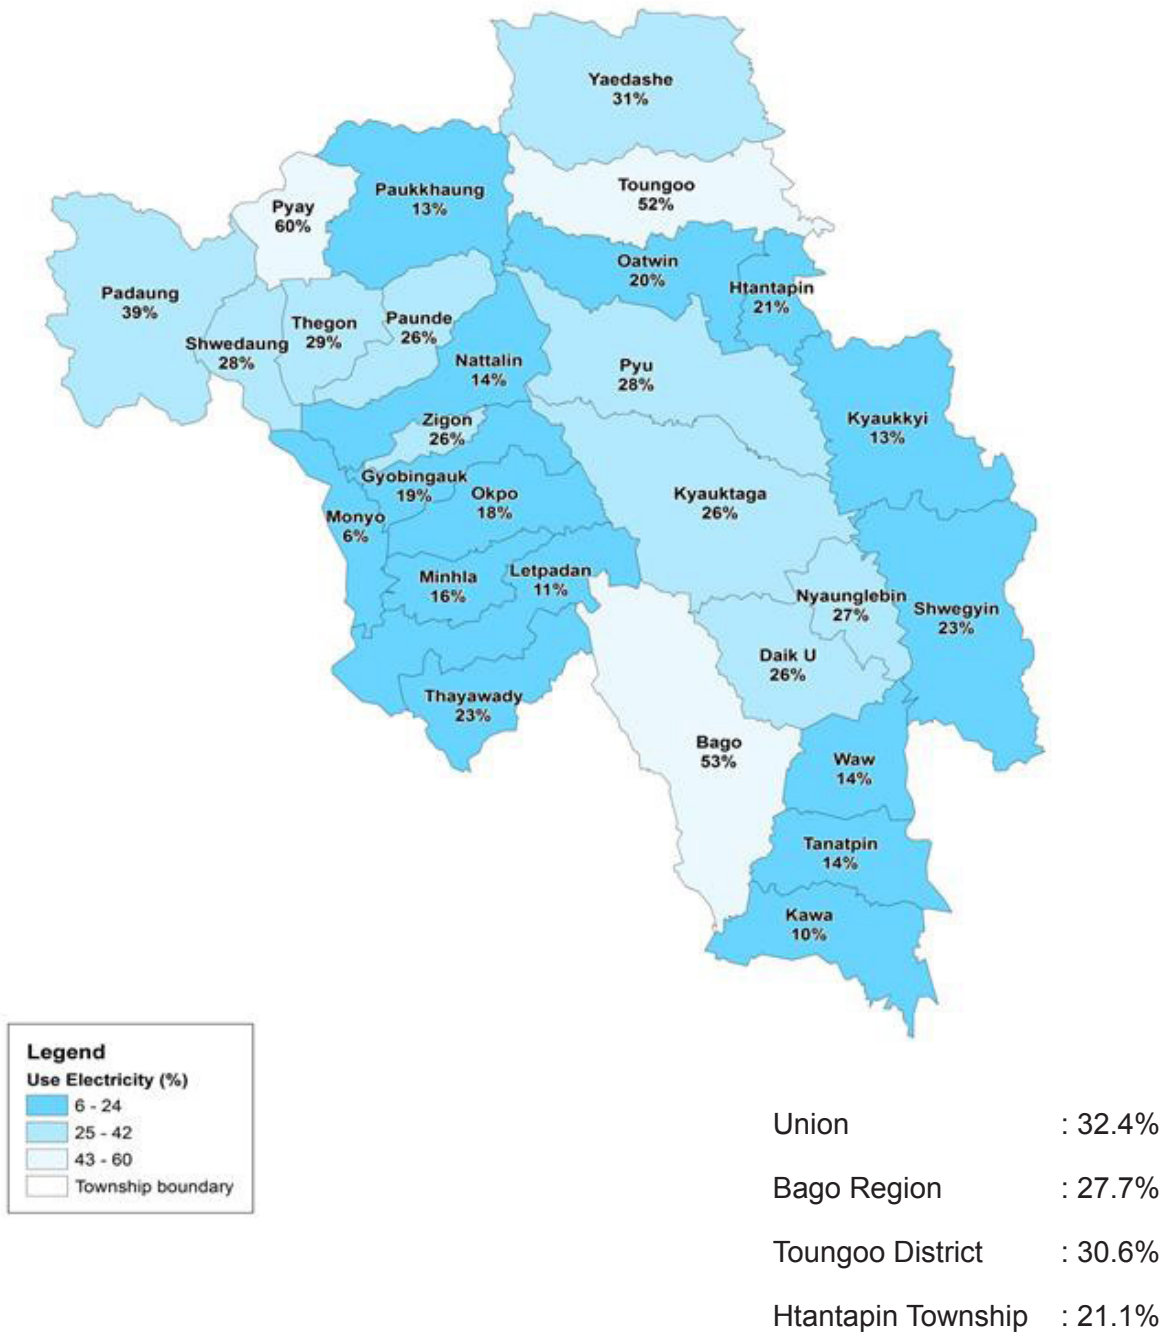 Yaedashe
31%
Toungoo
52%
Paukkhaung
13%
Pyay
60%
Oatwin
20%
Htantapin
21%
Padaung
39%
Shwedaung
28%
Thegon
29%
Paunde
26%
Nattalin
14%
Pyu
28%
Kyaukkyi
13%
Zigon
26%
Gyobingauk
19%
Okpo
18%
Kyauktaga
26%
Monyo
6%
Minhla
16%
Letpadan
11%
Nyaunglebin
27%
Shwegyin
23%
Daik U
26%
Thayawady
23%
Bago
53%
Waw
14%
Tanatpin
14%
Kawa
10%
Legend
Use Electricity (%)
6 - 24
25 - 42
43 - 60
Township boundary
Union : 32.4%
Bago Region : 27.7%
Toungoo District : 30.6%
Htantapin Township : 21.1%